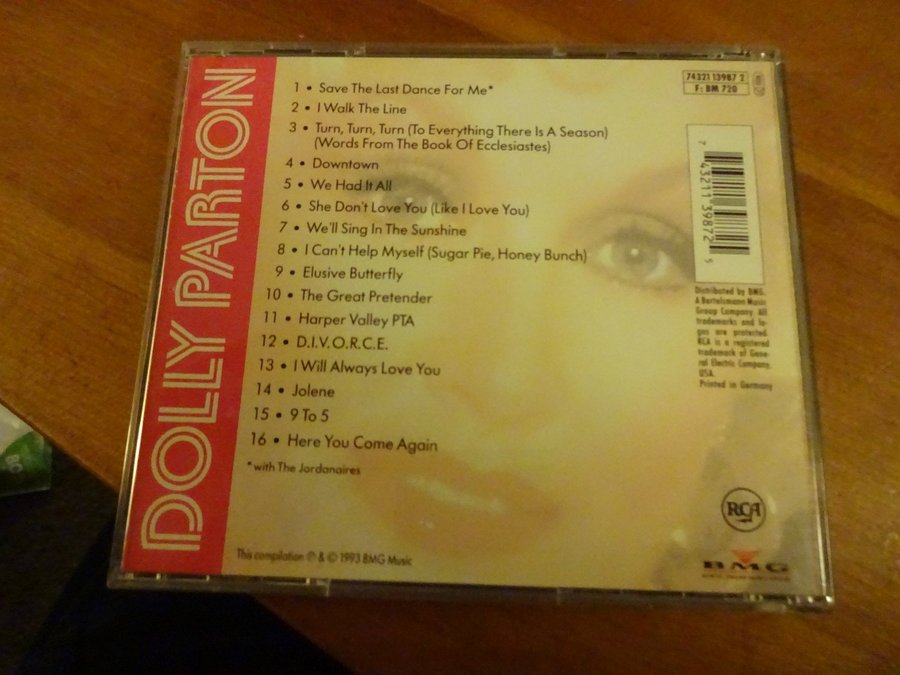 DOLLY PARTON
1 • Save The Last Dance For Me*
2 • I Walk The Line
3 • Turn, Turn, Turn (To Everything There Is A Season)
(Words From The Book Of Ecclesiastes)
4 • Downtown
5 • We Had It All
6 • She Don't Love You (Like I Love You)
7 • We'll Sing In The Sunshine
8 • I Can't Help Myself (Sugar Pie, Honey Bunch)
9 • Elusive Butterfly
10 • The Great Pretender
11 • Harper Valley PTA
12 • D.I.V.O.R.C.E.
13 • I Will Always Love You
14 • Jolene
15 • 9 To 5
16 • Here You Come Again
*with The Jordanaires
This compilation ℗ & © 1993 BMG Music
74321 13987 2
F: BM 720
7 43211 39872 5
Distributed by BMG.
A Bertelsmann Music
Group Company. All
trademarks and lo-
gos are protected.
RCA is a registered
trademark of Gene-
ral Electric Company,
USA.
Printed in Germany
RCA
BMG